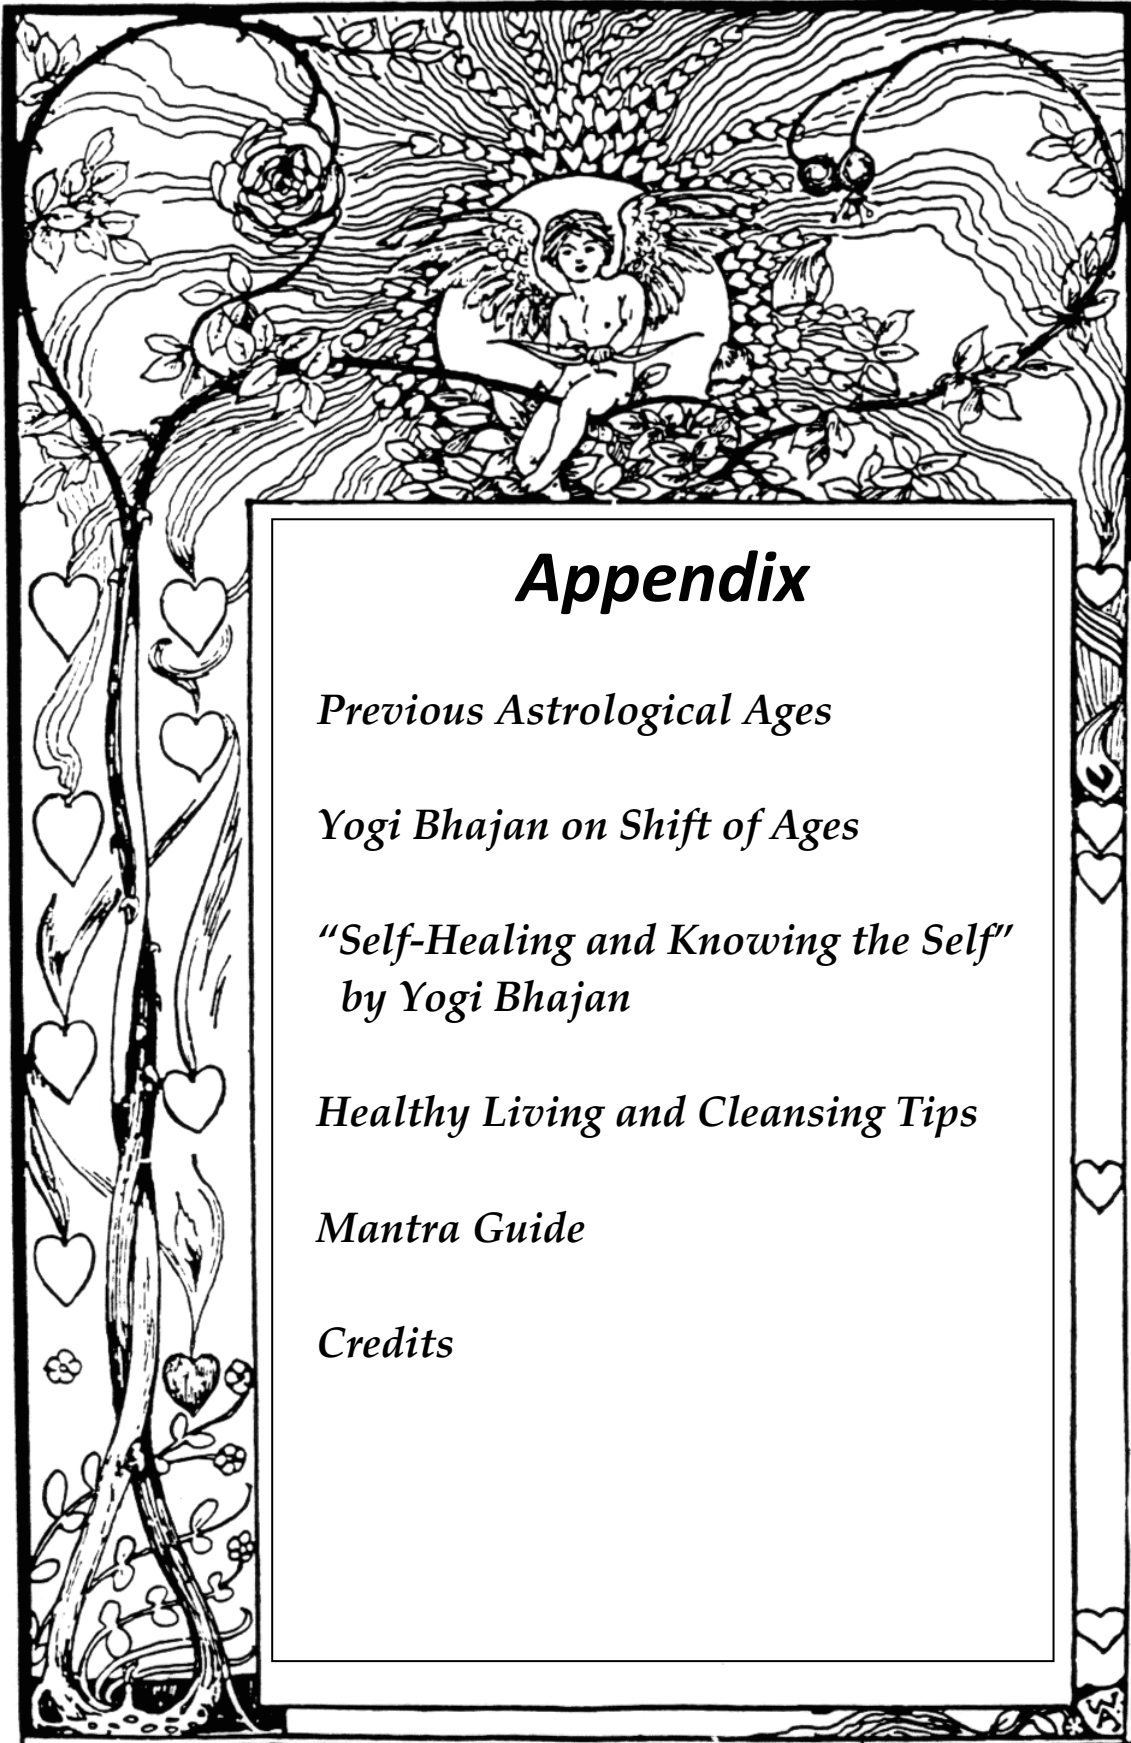 Appendix
Previous Astrological Ages
Yogi Bhajan on Shift of Ages
“Self-Healing and Knowing the Self”
by Yogi Bhajan
Healthy Living and Cleansing Tips
Mantra Guide
Credits